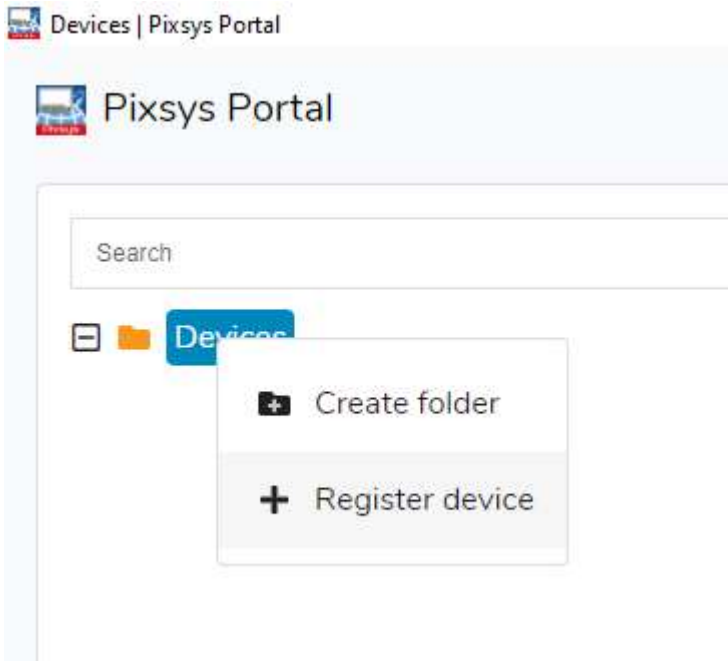 Devices | Pixsys Portal
Pixsys Portal
Search
Devices
Create folder
Register device